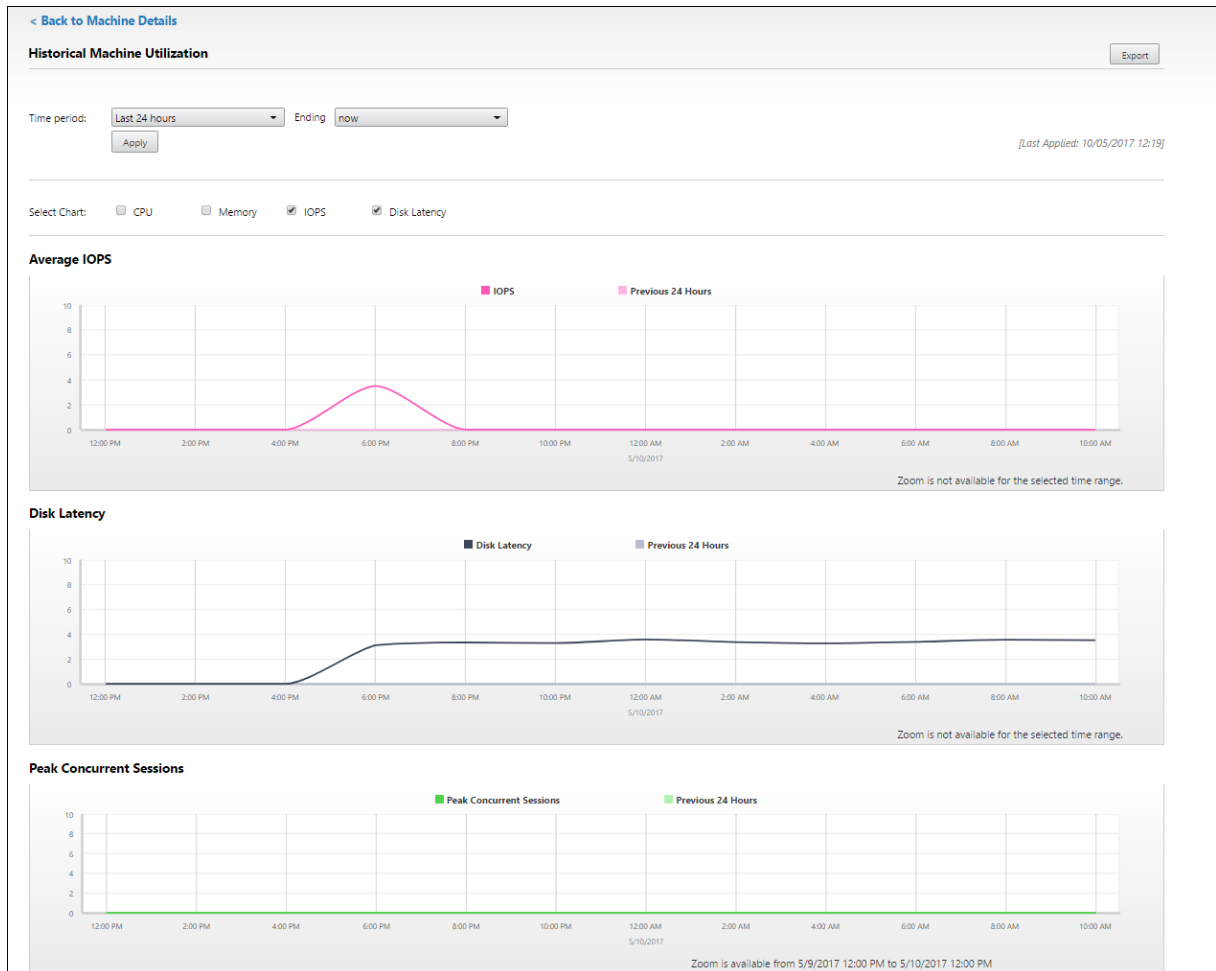 < Back to Machine Details
Historical Machine Utilization
Export
Time period: Last 24 hours Ending now
Apply
[Last Applied: 10/05/2017 12:19]
Select Chart: CPU Memory IOPS Disk Latency
Average IOPS
IOPS Previous 24 Hours
10
8
6
4
2
0
12:00 PM 2:00 PM 4:00 PM 6:00 PM 8:00 PM 10:00 PM 12:00 AM 2:00 AM 4:00 AM 6:00 AM 8:00 AM 10:00 AM
5/10/2017
Zoom is not available for the selected time range.
Disk Latency
Disk Latency Previous 24 Hours
10
8
6
4
2
0
12:00 PM 2:00 PM 4:00 PM 6:00 PM 8:00 PM 10:00 PM 12:00 AM 2:00 AM 4:00 AM 6:00 AM 8:00 AM 10:00 AM
5/10/2017
Zoom is not available for the selected time range.
Peak Concurrent Sessions
Peak Concurrent Sessions Previous 24 Hours
10
8
6
4
2
0
12:00 PM 2:00 PM 4:00 PM 6:00 PM 8:00 PM 10:00 PM 12:00 AM 2:00 AM 4:00 AM 6:00 AM 8:00 AM 10:00 AM
5/10/2017
Zoom is available from 5/9/2017 12:00 PM to 5/10/2017 12:00 PM